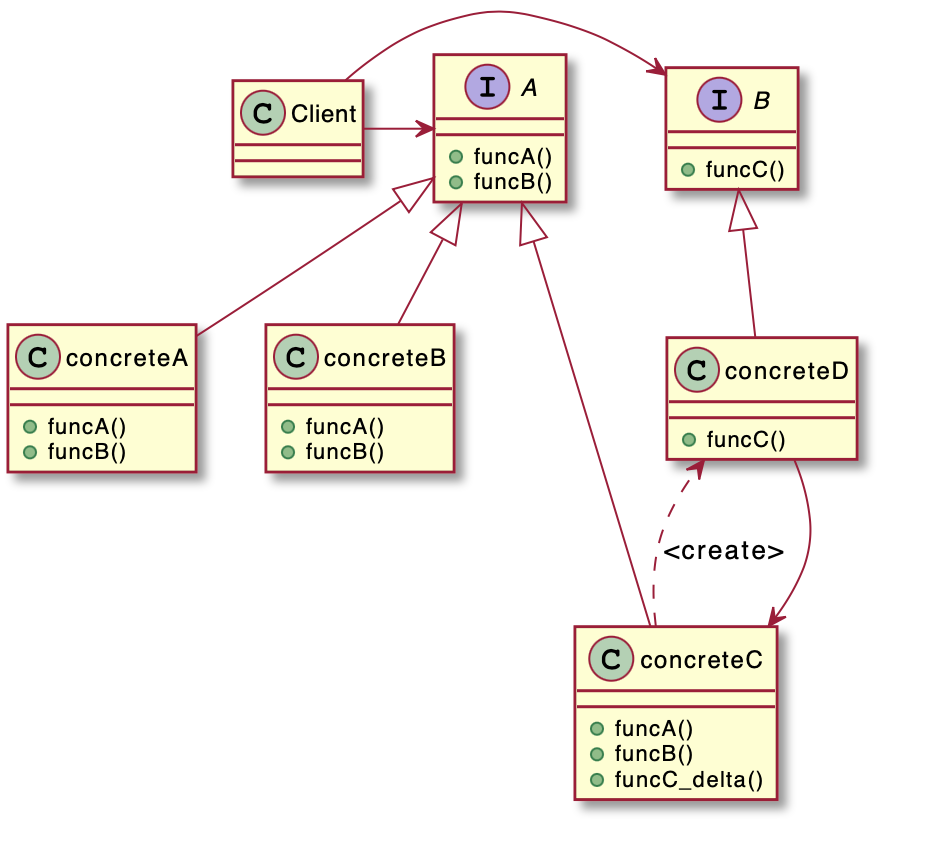 C Client
I A
funcA()
funcB()
I B
funcC()
C concreteA
funcA()
funcB()
C concreteB
funcA()
funcB()
C concreteD
funcC()
<create>
C concreteC
funcA()
funcB()
funcC_delta()